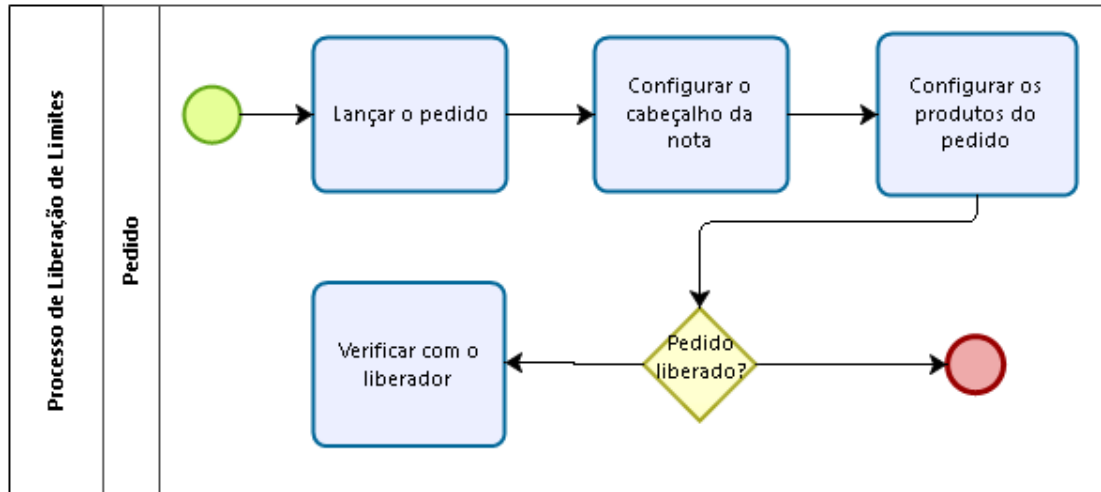 Processo de Liberação de Limites
Pedido
Lançar o pedido
Configurar o
cabeçalho da
nota
Configurar os
produtos do
pedido
Verificar com o
liberador
Pedido
liberado?